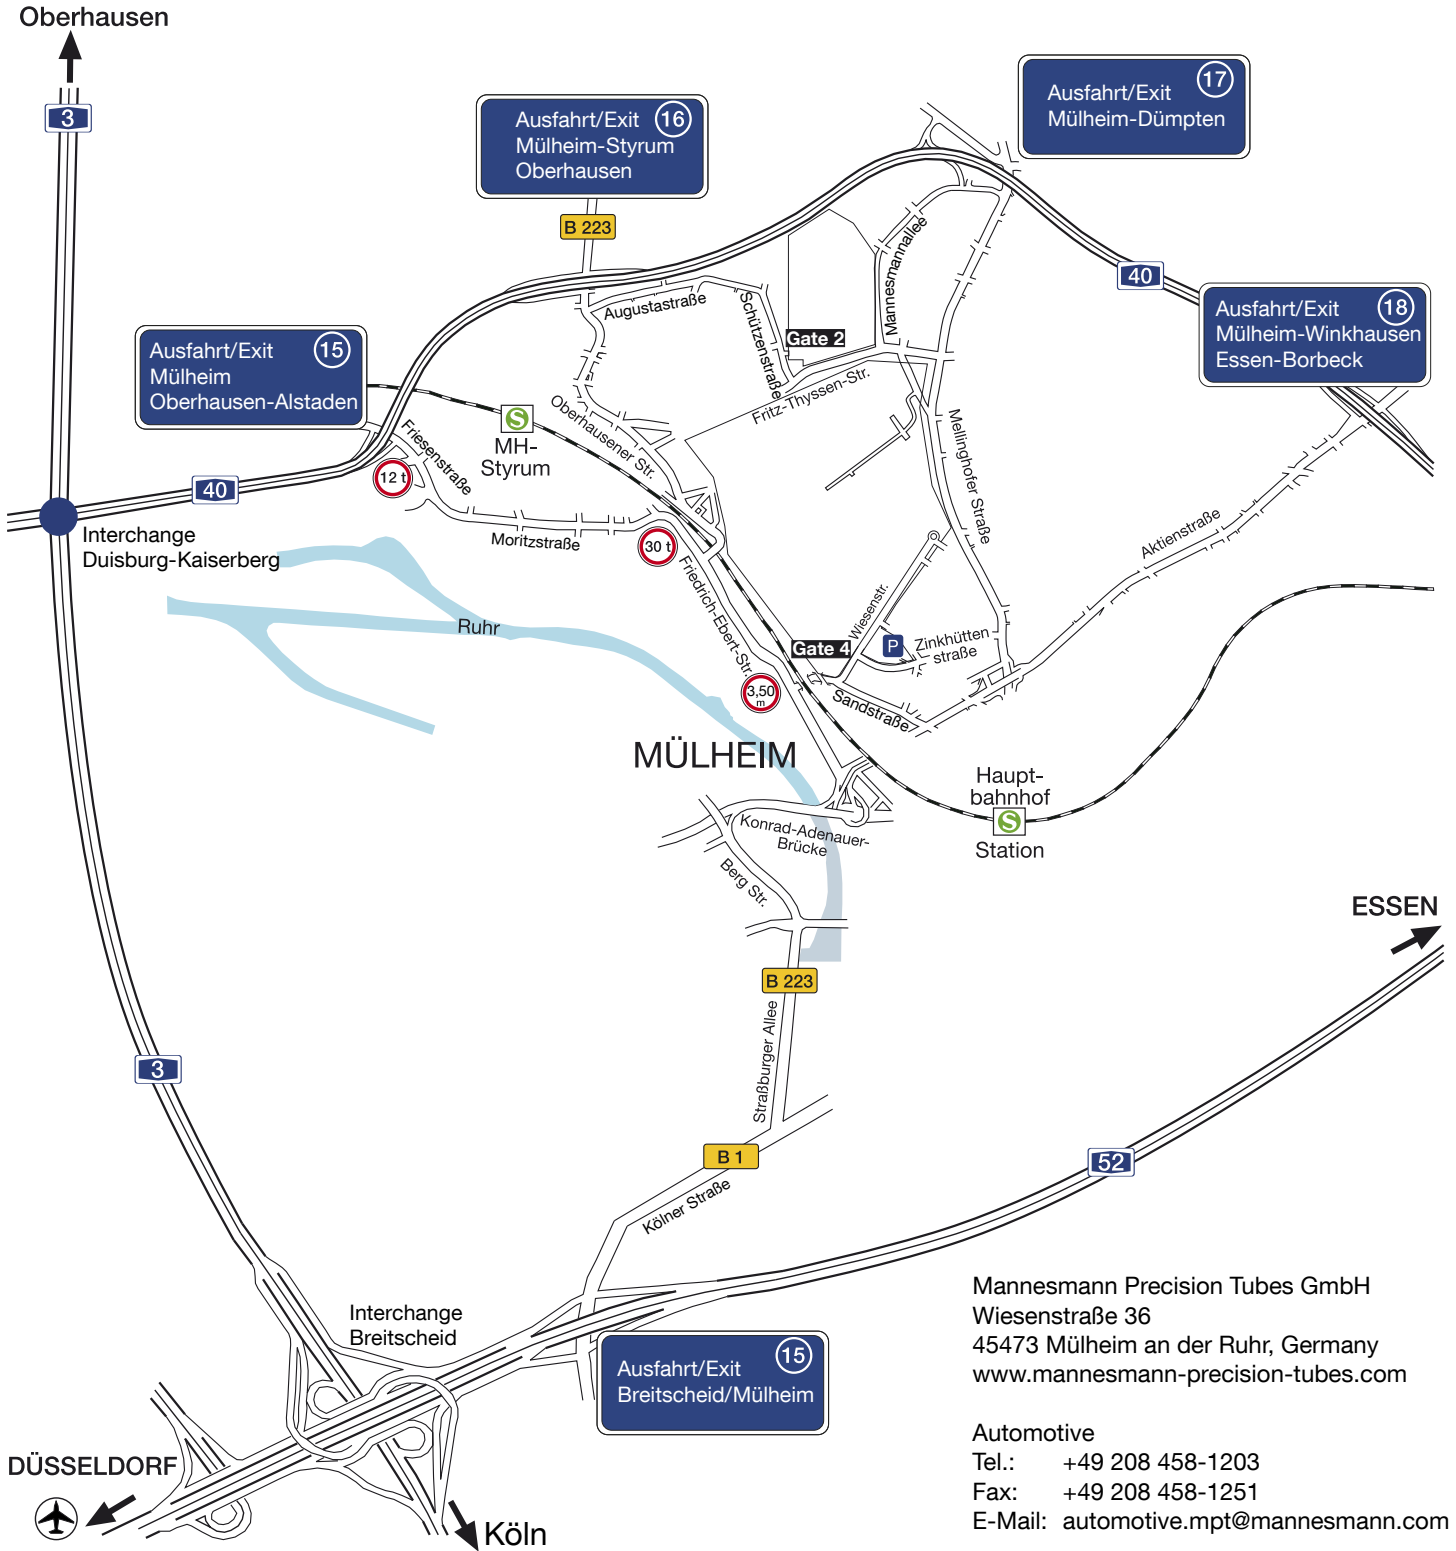 Oberhausen
3
Ausfahrt/Exit 17
Mülheim-Dümpten
Ausfahrt/Exit 16
Mülheim-Styrum
Oberhausen
B 223
40
Ausfahrt/Exit 18
Mülheim-Winkhausen
Essen-Borbeck
Augustastraße
Schützenstraße
Mannesmannallee
Gate 2
Ausfahrt/Exit 15
Mülheim
Oberhausen-Alstaden
Fritz-Thyssen-Str.
Oberhausener Str.
S
MH-
Styrum
Friesenstraße
12 t
40
Mellinghofer Straße
Interchange
Duisburg-Kaiserberg
Moritzstraße
30 t
Aktienstraße
Friedrich-Ebert-Str.
Wiesenstr.
Ruhr
Gate 4
P
Zinkhütten
straße
3,50
m
Sandstraße
MÜLHEIM
Haupt-
bahnhof
S
Station
Konrad-Adenauer-
Brücke
Berg Str.
ESSEN
B 223
Straßburger Allee
3
B 1
52
Kölner Straße
Interchange
Breitscheid
Ausfahrt/Exit 15
Breitscheid/Mülheim
DÜSSELDORF
Köln
Mannesmann Precision Tubes GmbH
Wiesenstraße 36
45473 Mülheim an der Ruhr, Germany
www.mannesmann-precision-tubes.com
Automotive
Tel.: +49 208 458-1203
Fax: +49 208 458-1251
E-Mail: automotive.mpt@mannesmann.com